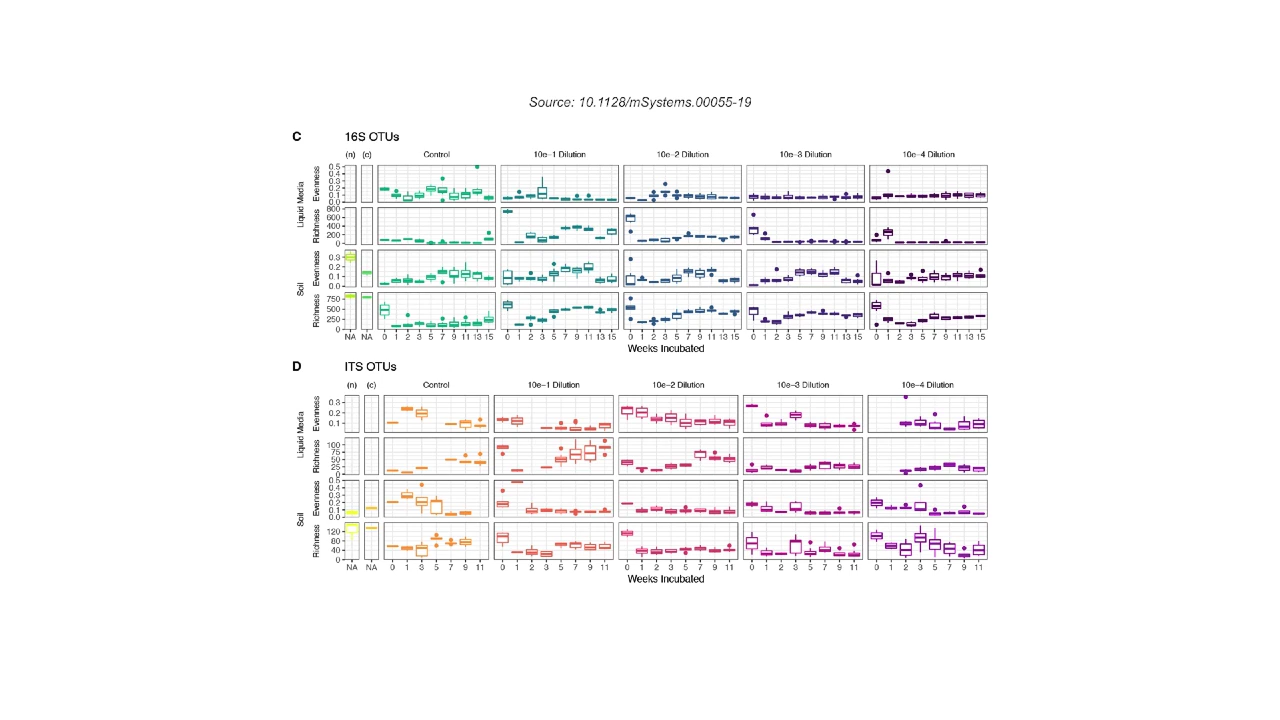 Source: 10.1128/mSystems.00055-19
C 16S OTUs
(n) (c) Control 10e−1 Dilution 10e−2 Dilution 10e−3 Dilution 10e−4 Dilution
Liquid Media
Evenness
0.5
0.4
0.3
0.2
0.1
0.0
Richness
800
600
400
200
0
Soil
Evenness
0.3
0.2
0.1
0.0
Richness
750
500
250
0
NA NA 0 1 2 3 5 7 9 11 13 15 0 1 2 3 5 7 9 11 13 15 0 1 2 3 5 7 9 11 13 15 0 1 2 3 5 7 9 11 13 15 0 1 2 3 5 7 9 11 13 15
Weeks Incubated
D ITS OTUs
(n) (c) Control 10e−1 Dilution 10e−2 Dilution 10e−3 Dilution 10e−4 Dilution
Liquid Media
Evenness
0.3
0.2
0.1
Richness
100
75
50
25
0
Soil
Evenness
0.5
0.4
0.3
0.2
0.1
0.0
Richness
120
80
40
0
NA NA 0 1 3 5 7 9 11 0 1 2 3 5 7 9 11 0 1 2 3 5 7 9 11 0 1 2 3 5 7 9 11 0 1 2 3 5 7 9 11
Weeks Incubated